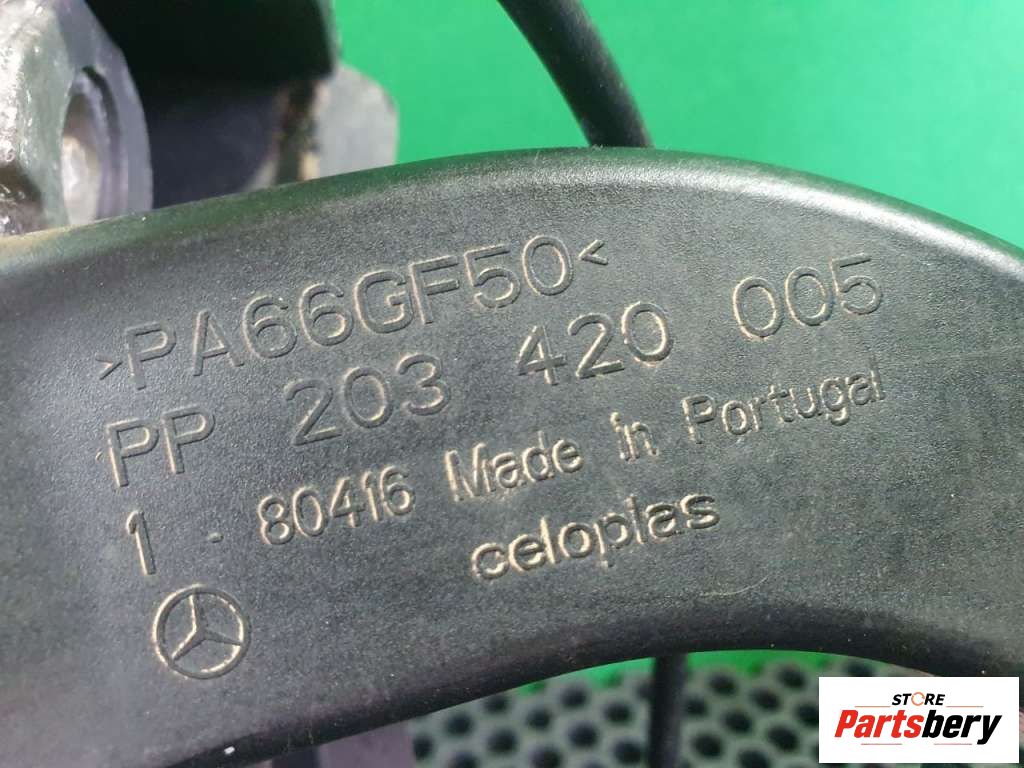 >PA66GF50<
PP 203 420 005
1 - 80416 Made in Portugal
celoplas
STORE
Partsbery